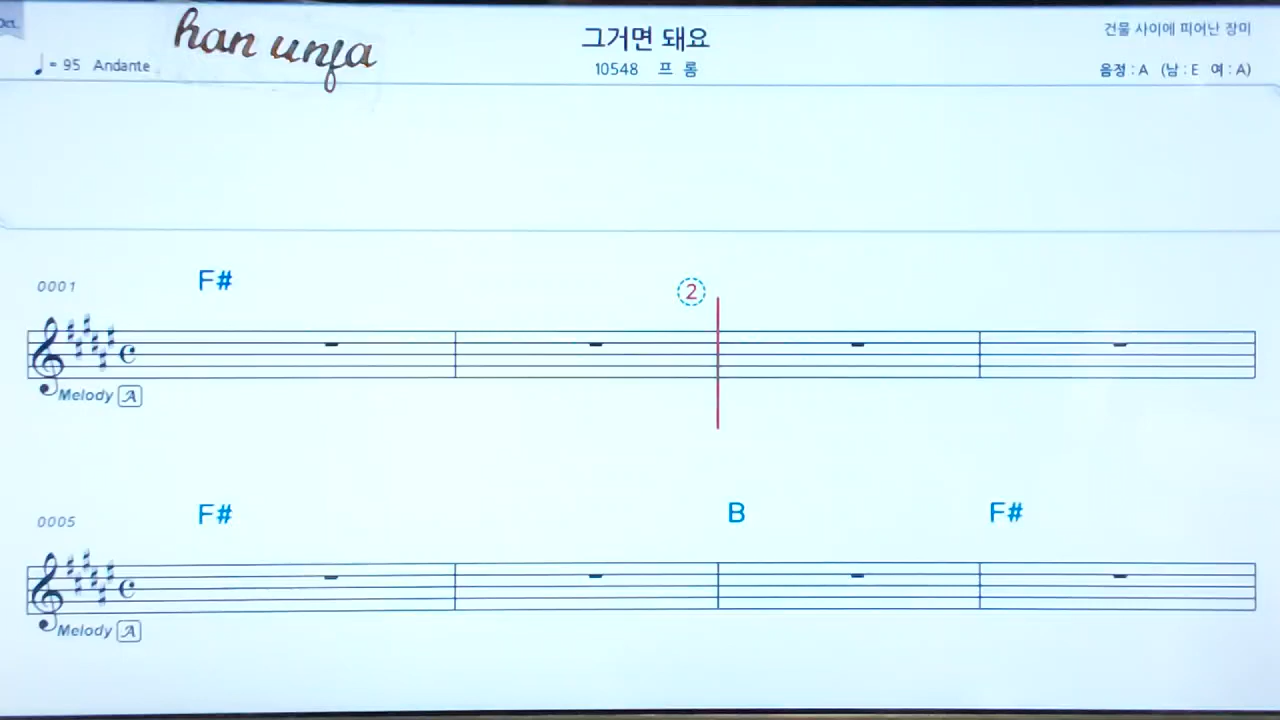 Oct.
han unfa
그거면 돼요
건물 사이에 피어난 장미
♩= 95 Andante
10548 프 롬
음정 : A (남 : E 여 : A)
0001
F#
2
Melody A
0005
F#
B
F#
Melody A